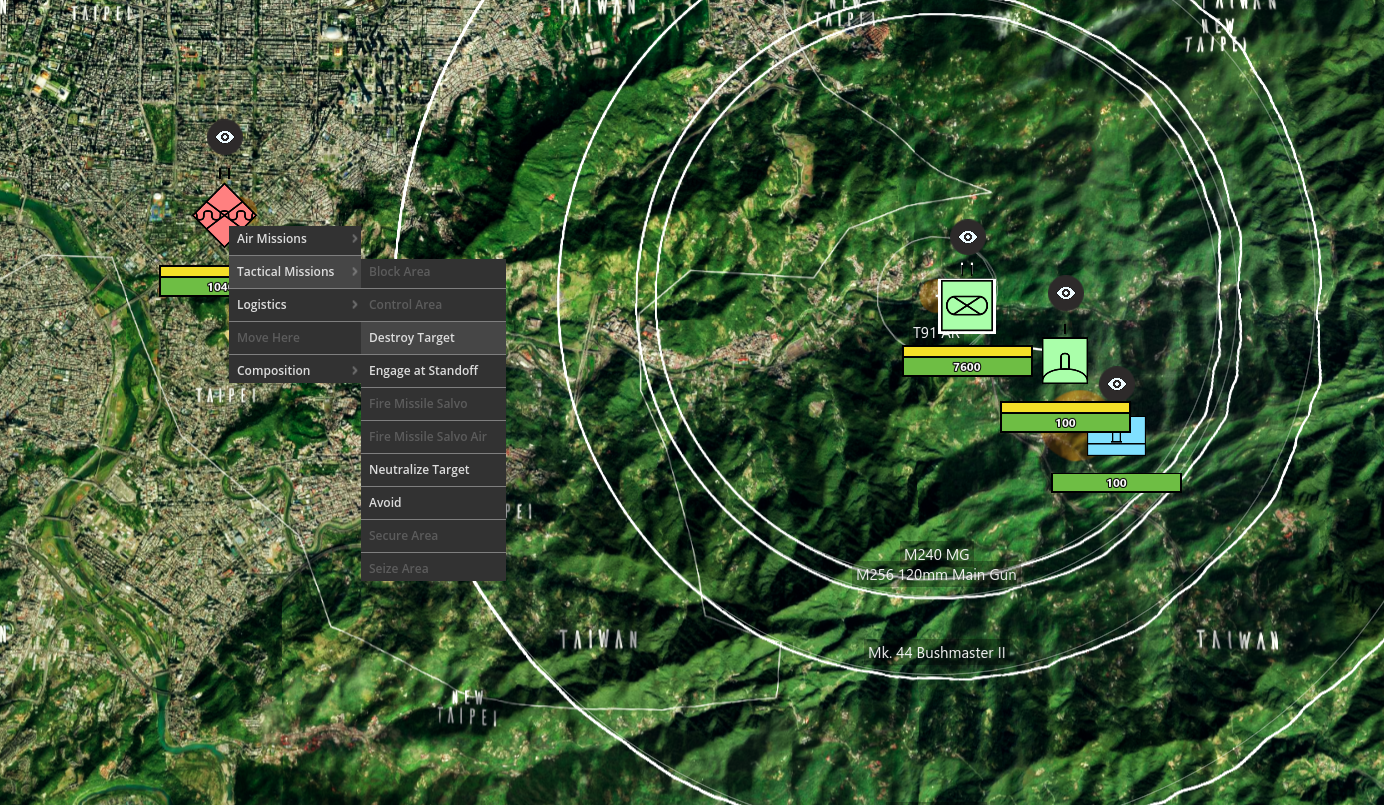 TAIPEI
TAIWAN
NEW
TAIPEI
TAIWAN
NEW
TAIPEI
Air Missions
Tactical Missions
Logistics
Move Here
Composition
Block Area
Control Area
Destroy Target
Engage at Standoff
Fire Missile Salvo
Fire Missile Salvo Air
Neutralize Target
Avoid
Secure Area
Seize Area
T91 AR
7600
100
100
TAIPEI
M240 MG
M256 120mm Main Gun
Mk. 44 Bushmaster II
TAIWAN
TAIWAN
NEW
TAIPEI